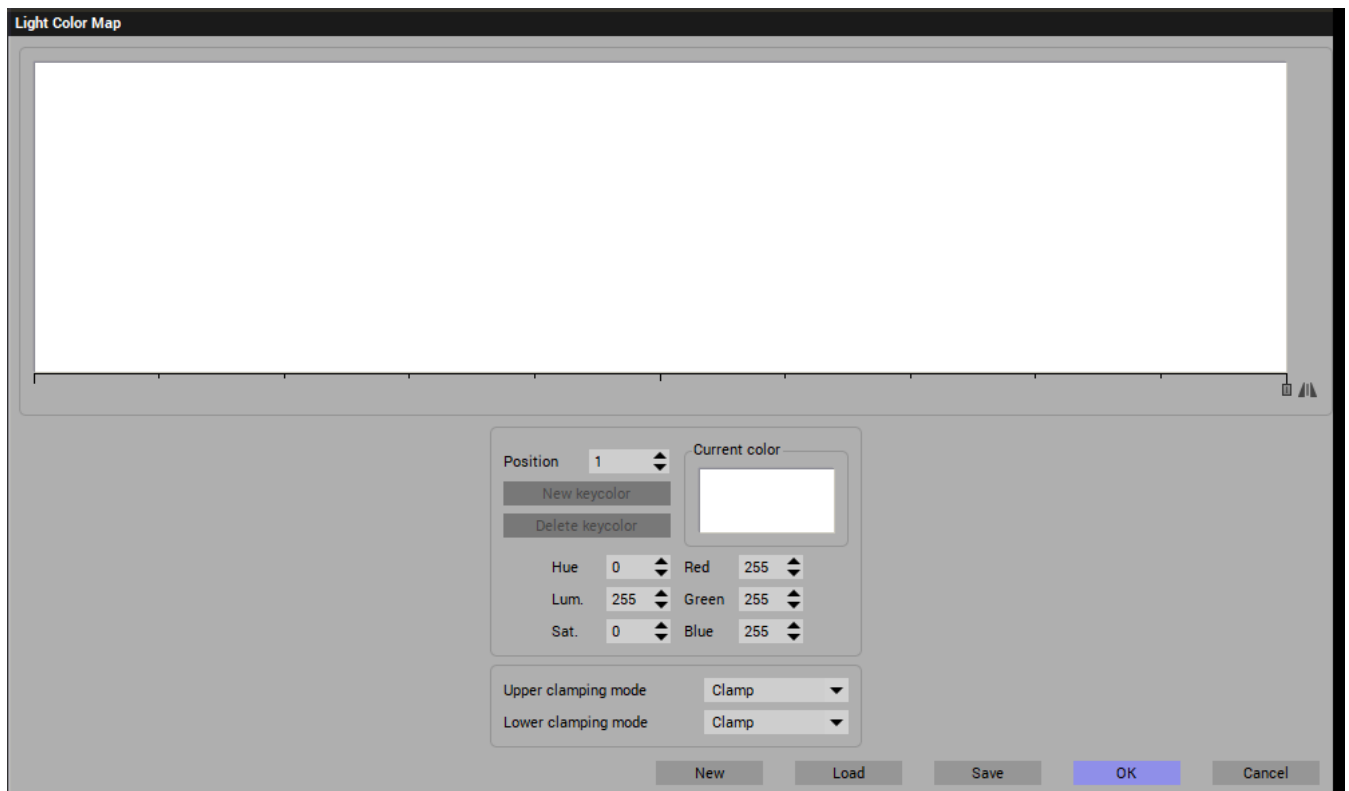 Light Color Map
Position 1
Current color
New keycolor
Delete keycolor
Hue 0 Red 255
Lum. 255 Green 255
Sat. 0 Blue 255
Upper clamping mode Clamp
Lower clamping mode Clamp
New Load Save OK Cancel